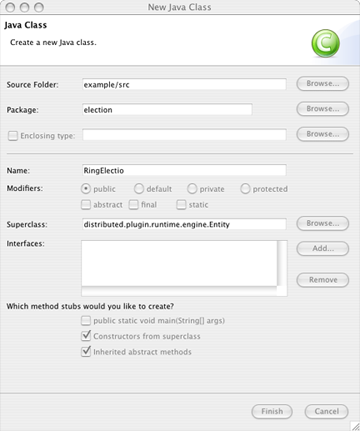 New Java Class
Java Class
Create a new Java class.
C
Source Folder: example/src Browse...
Package: election Browse...
Enclosing type: Browse...
Name: RingElectio
Modifiers: public default private protected
abstract final static
Superclass: distributed.plugin.runtime.engine.Entity Browse...
Interfaces: Add...
Remove
Which method stubs would you like to create?
public static void main(String[] args)
Constructors from superclass
Inherited abstract methods
Finish Cancel